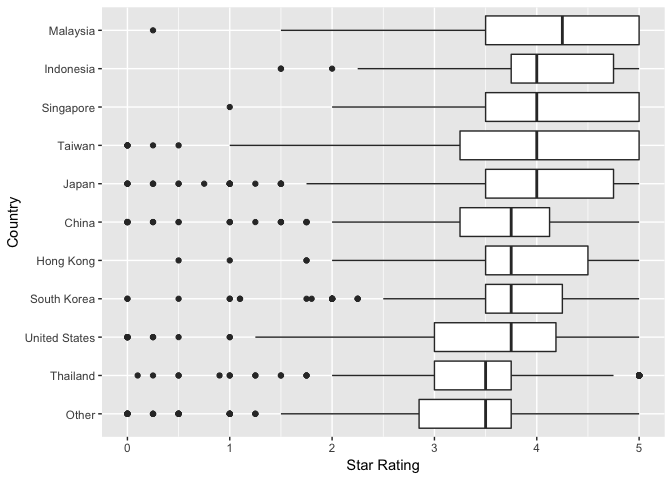 Malaysia
Indonesia
Singapore
Taiwan
Japan
China
Hong Kong
South Korea
United States
Thailand
Other
Country
0 1 2 3 4 5
Star Rating